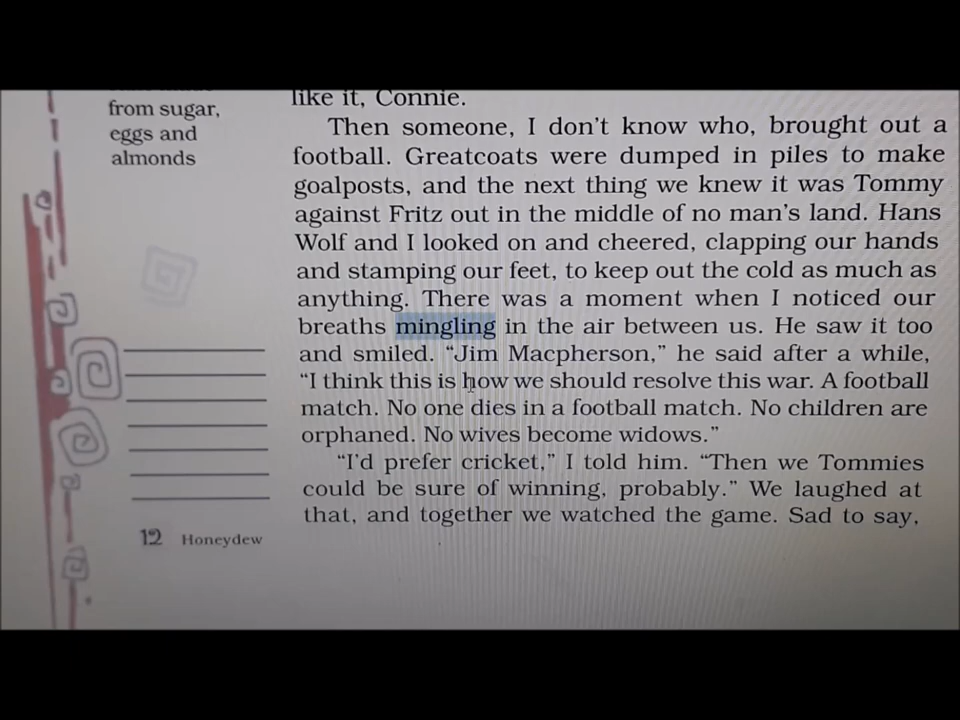 from sugar,
eggs and
almonds
like it, Connie.
Then someone, I don't know who, brought out a
football. Greatcoats were dumped in piles to make
goalposts, and the next thing we knew it was Tommy
against Fritz out in the middle of no man's land. Hans
Wolf and I looked on and cheered, clapping our hands
and stamping our feet, to keep out the cold as much as
anything. There was a moment when I noticed our
breaths mingling in the air between us. He saw it too
and smiled. “Jim Macpherson,” he said after a while,
“I think this is how we should resolve this war. A football
match. No one dies in a football match. No children are
orphaned. No wives become widows.”
“I'd prefer cricket,” I told him. “Then we Tommies
could be sure of winning, probably.” We laughed at
that, and together we watched the game. Sad to say,
12 Honeydew